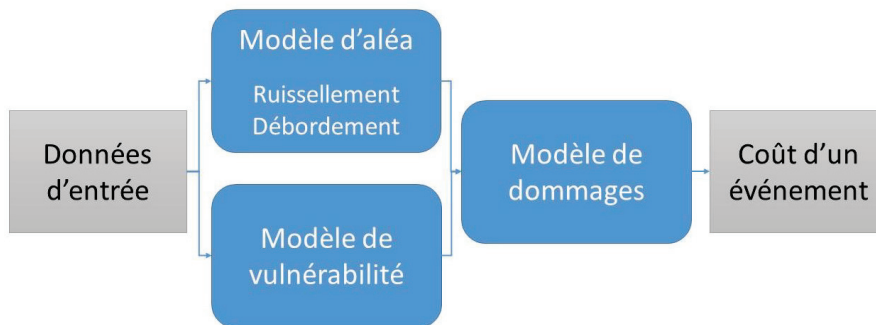 Données
d'entrée
Modèle d'aléa
Ruissellement
Débordement
Modèle de
vulnérabilité
Modèle de
dommages
Coût d'un
événement